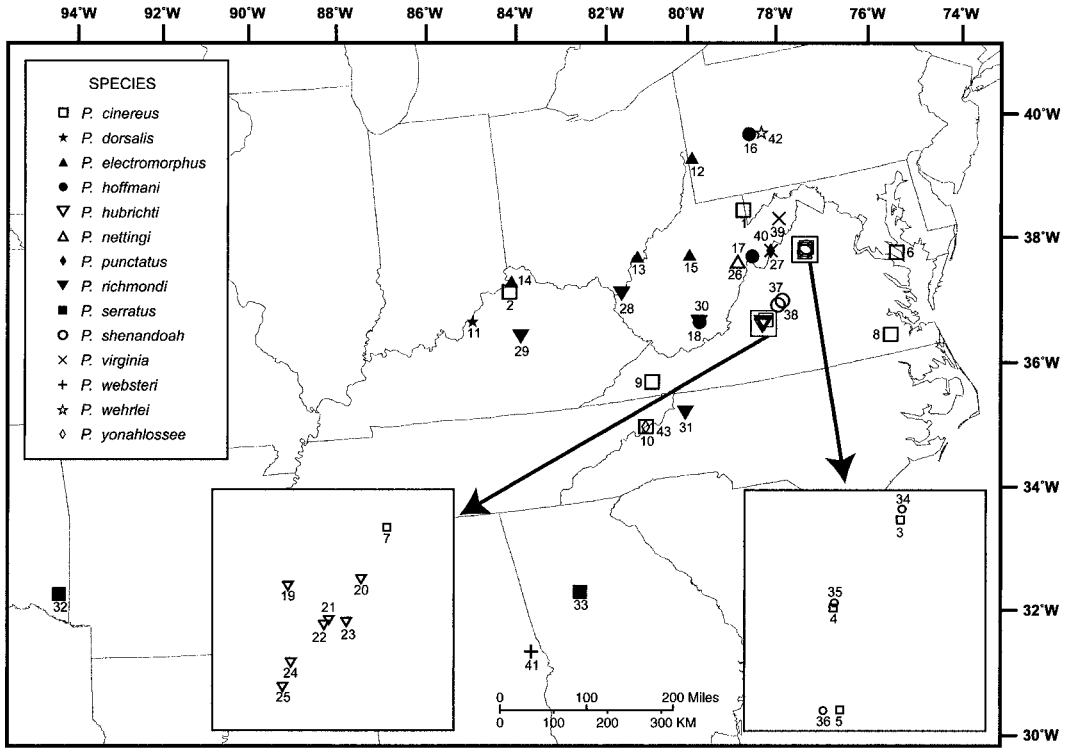 94°W 92°W 90°W 88°W 86°W 84°W 82°W 80°W 78°W 76°W 74°W
SPECIES
P. cinereus
P. dorsalis
P. electromorphus
P. hoffmani
P. hubrichti
P. nettingi
P. punctatus
P. richmondi
P. serratus
P. shenandoah
P. virginia
P. websteri
P. wehrlei
P. yonahlossee
40°W
38°W
36°W
34°W
32°W
30°W
16 42
12
1
39
40
17
27
26
6
13
15
14
2
28
37
38
30
18
11
29
8
9
10 43
31
32
33
41
7
19
20
21
22
23
24
25
34
3
35
4
36 5
0 100 200 Miles
0 100 200 300 KM